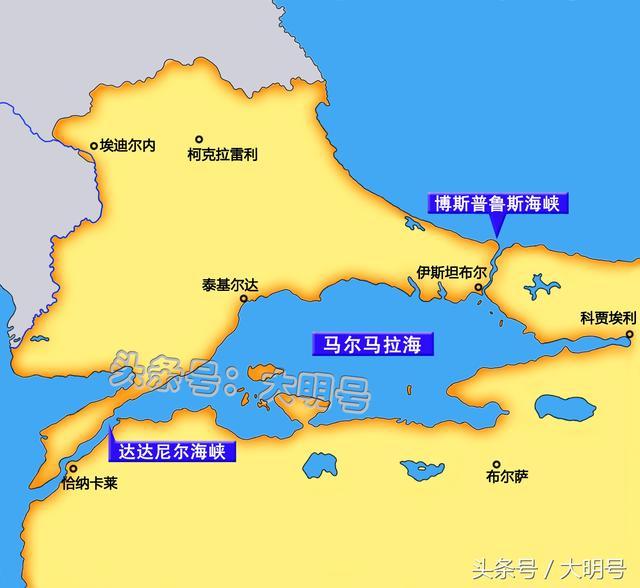 埃迪尔内
柯克拉雷利
博斯普鲁斯海峡
伊斯坦布尔
泰基尔达
科贾埃利
马尔马拉海
头条号：大明号
达达尼尔海峡
恰纳卡莱
布尔萨
头条号 / 大明号